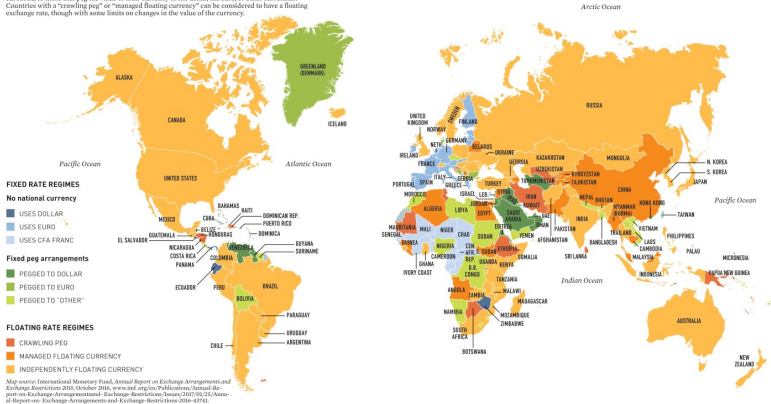 Countries with a "crawling peg" or "managed floating currency" can be considered to have a floating
exchange rate, though with some limits on changes in the value of the currency.
Arctic Ocean
GREENLAND
(DENMARK)
ALASKA
CANADA
ICELAND
Pacific Ocean
Atlantic Ocean
UNITED STATES
MEXICO
BAHAMAS
CUBA
HAITI
DOMINICAN REP.
PUERTO RICO
BELIZE
HONDURAS
DOMINICA
GUATEMALA
EL SALVADOR
NICARAGUA
COSTA RICA
PANAMA
VENEZUELA
GUYANA
SURINAME
COLOMBIA
ECUADOR
PERU
BRAZIL
BOLIVIA
PARAGUAY
URUGUAY
ARGENTINA
CHILE
FIXED RATE REGIMES
No national currency
USES DOLLAR
USES EURO
USES CFA FRANC
Fixed peg arrangements
PEGGED TO DOLLAR
PEGGED TO EURO
PEGGED TO "OTHER"
FLOATING RATE REGIMES
CRAWLING PEG
MANAGED FLOATING CURRENCY
INDEPENDENTLY FLOATING CURRENCY
Map source: International Monetary Fund, Annual Report on Exchange Arrangements and
Exchange Restrictions 2016, October 2016, www.imf.org/en/Publications/Annual-Re-
port-on-Exchange-Arrangements-and- Exchange-Restrictions/Issues/2017/01/25/Annu-
al-Report-on- Exchange-Arrangements-and-Exchange-Restrictions-2016-43741.
UNITED
KINGDOM
NORWAY
SWEDEN
FINLAND
RUSSIA
IRELAND
NETH.
GERMANY
BELARUS
UKRAINE
FRANCE
GEORGIA
KAZAKHSTAN
MONGOLIA
UZBEKISTAN
KYRGYZSTAN
TAJIKISTAN
TURKMENISTAN
N. KOREA
S. KOREA
JAPAN
PORTUGAL
SPAIN
ITALY
SERBIA
GREECE
TURKEY
MOROCCO
ISRAEL
LEB.
SYRIA
IRAQ
IRAN
KUWAIT
JORDAN
CHINA
NEPAL
BHUTAN
HONG KONG
Pacific Ocean
ALGERIA
LIBYA
EGYPT
SAUDI
ARABIA
UAE
OMAN
PAKISTAN
AFGHANISTAN
INDIA
MYANMAR
(BURMA)
TAIWAN
MAURITANIA
SENEGAL
MALI
NIGER
CHAD
SUDAN
ERITREA
YEMEN
BANGLADESH
THAILAND
VIETNAM
LAOS
CAMBODIA
PHILIPPINES
GUINEA
NIGERIA
CEN.
AFR.
REP.
S. SUDAN
ETHIOPIA
SOMALIA
SRI LANKA
MALAYSIA
PALAU
MICRONESIA
GHANA
IVORY COAST
CAMEROON
D.R.
CONGO
UGANDA
KENYA
INDONESIA
PAPUA NEW GUINEA
TANZANIA
Indian Ocean
ANGOLA
ZAMBIA
MALAWI
MADAGASCAR
MOZAMBIQUE
ZIMBABWE
NAMIBIA
SOUTH
AFRICA
BOTSWANA
AUSTRALIA
NEW
ZEALAND